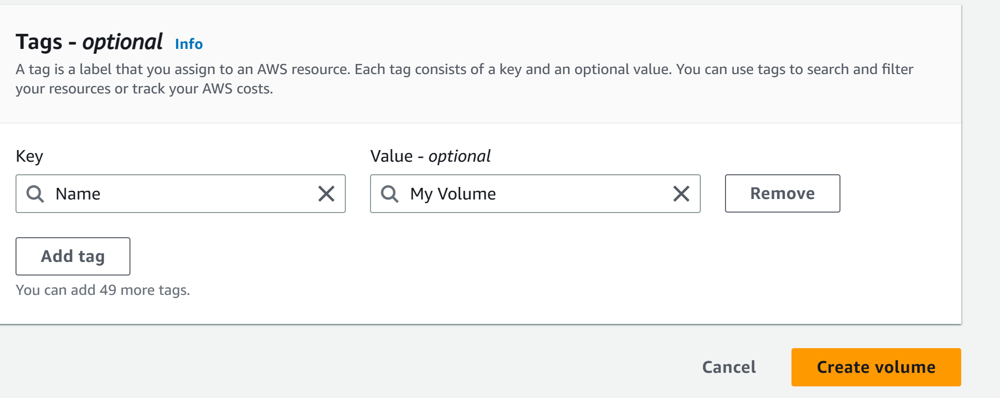 Tags - optional Info
A tag is a label that you assign to an AWS resource. Each tag consists of a key and an optional value. You can use tags to search and filter
your resources or track your AWS costs.
Key
Value - optional
Name
My Volume
Remove
Add tag
You can add 49 more tags.
Cancel
Create volume